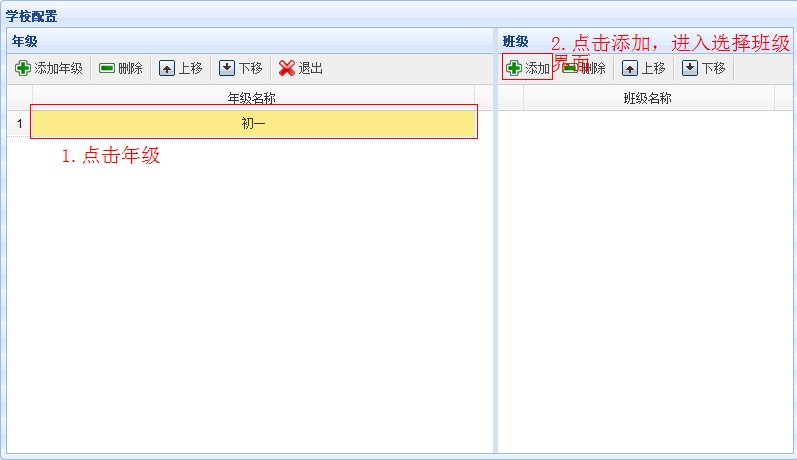 学校配置
年级
添加年级 删除 上移 下移 退出
年级名称
1 初一
1.点击年级
班级
2.点击添加，进入选择班级
界面
添加 删除 上移 下移
班级名称